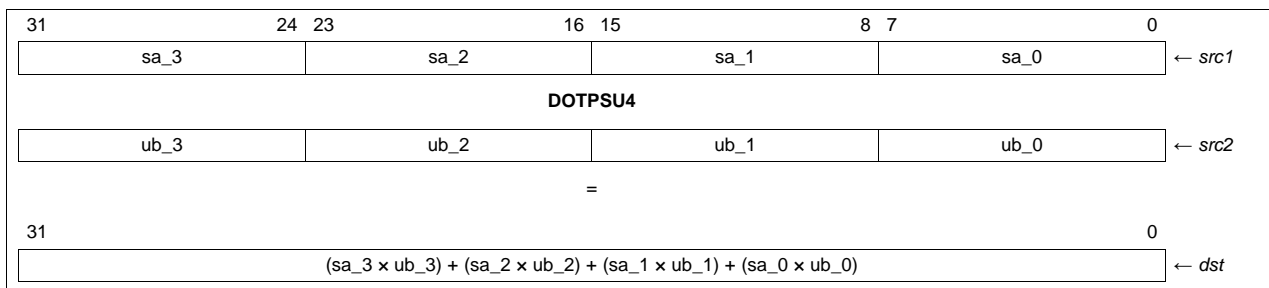 31 24 23 16 15 8 7 0
sa_3 sa_2 sa_1 sa_0 ← src1
DOTPSU4
ub_3 ub_2 ub_1 ub_0 ← src2
=
31 0
(sa_3 × ub_3) + (sa_2 × ub_2) + (sa_1 × ub_1) + (sa_0 × ub_0) ← dst